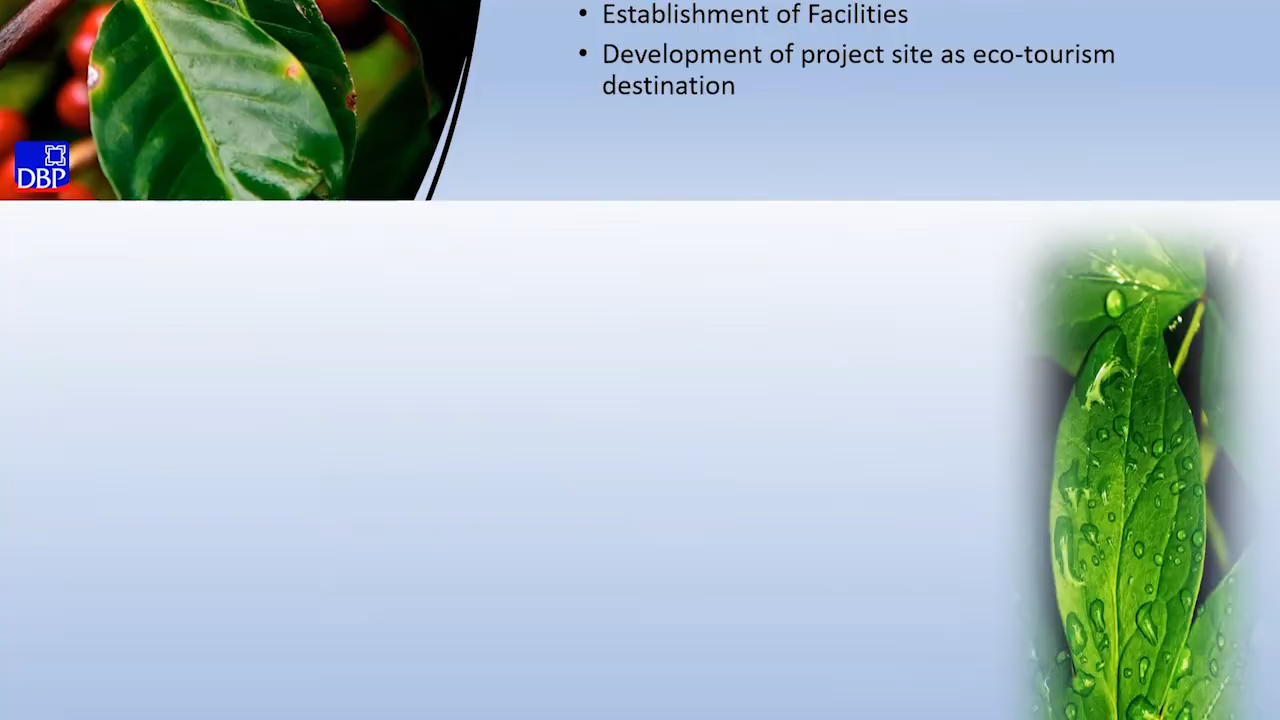 • Establishment of Facilities
• Development of project site as eco-tourism
destination
DBP